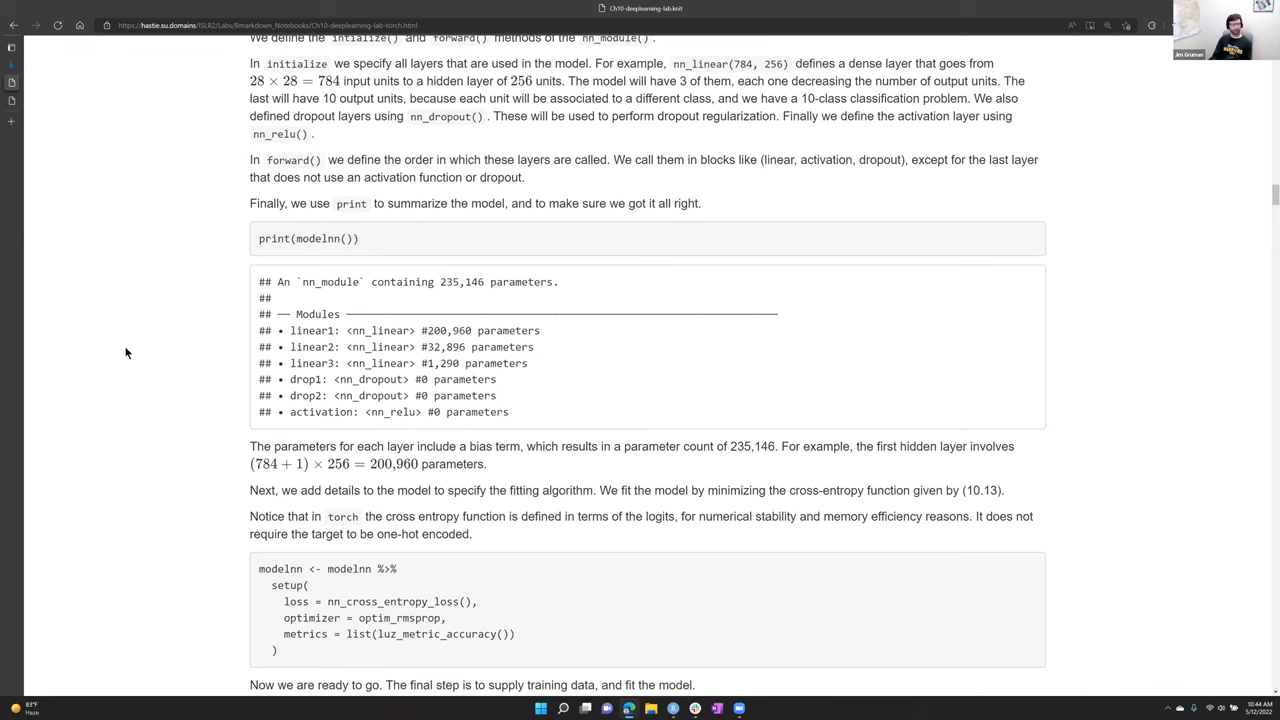 Ch10-deeplearning-lab.knit
https://hastie.su.domains/ISLR2/Labs/Rmarkdown_Notebooks/Ch10-deeplearning-lab-torch.html
Jim Gruman
We define the intialize() and forward() methods of the nn_module() .
In initialize we specify all layers that are used in the model. For example, nn_linear(784, 256) defines a dense layer that goes from
28 × 28 = 784 input units to a hidden layer of 256 units. The model will have 3 of them, each one decreasing the number of output units. The
last will have 10 output units, because each unit will be associated to a different class, and we have a 10-class classification problem. We also
defined dropout layers using nn_dropout() . These will be used to perform dropout regularization. Finally we define the activation layer using
nn_relu() .
In forward() we define the order in which these layers are called. We call them in blocks like (linear, activation, dropout), except for the last layer
that does not use an activation function or dropout.
Finally, we use print to summarize the model, and to make sure we got it all right.
print(modelnn())
## An `nn_module` containing 235,146 parameters.
##
## ── Modules ──────────────────────────────
## • linear1: <nn_linear> #200,960 parameters
## • linear2: <nn_linear> #32,896 parameters
## • linear3: <nn_linear> #1,290 parameters
## • drop1: <nn_dropout> #0 parameters
## • drop2: <nn_dropout> #0 parameters
## • activation: <nn_relu> #0 parameters
The parameters for each layer include a bias term, which results in a parameter count of 235,146. For example, the first hidden layer involves
(784 + 1) × 256 = 200,960 parameters.
Next, we add details to the model to specify the fitting algorithm. We fit the model by minimizing the cross-entropy function given by (10.13).
Notice that in torch the cross entropy function is defined in terms of the logits, for numerical stability and memory efficiency reasons. It does not
require the target to be one-hot encoded.
modelnn <- modelnn %>%
setup(
loss = nn_cross_entropy_loss(),
optimizer = optim_rmsprop,
metrics = list(luz_metric_accuracy())
)
Now we are ready to go. The final step is to supply training data, and fit the model.
83°F
Haze
10:44 AM
5/12/2022